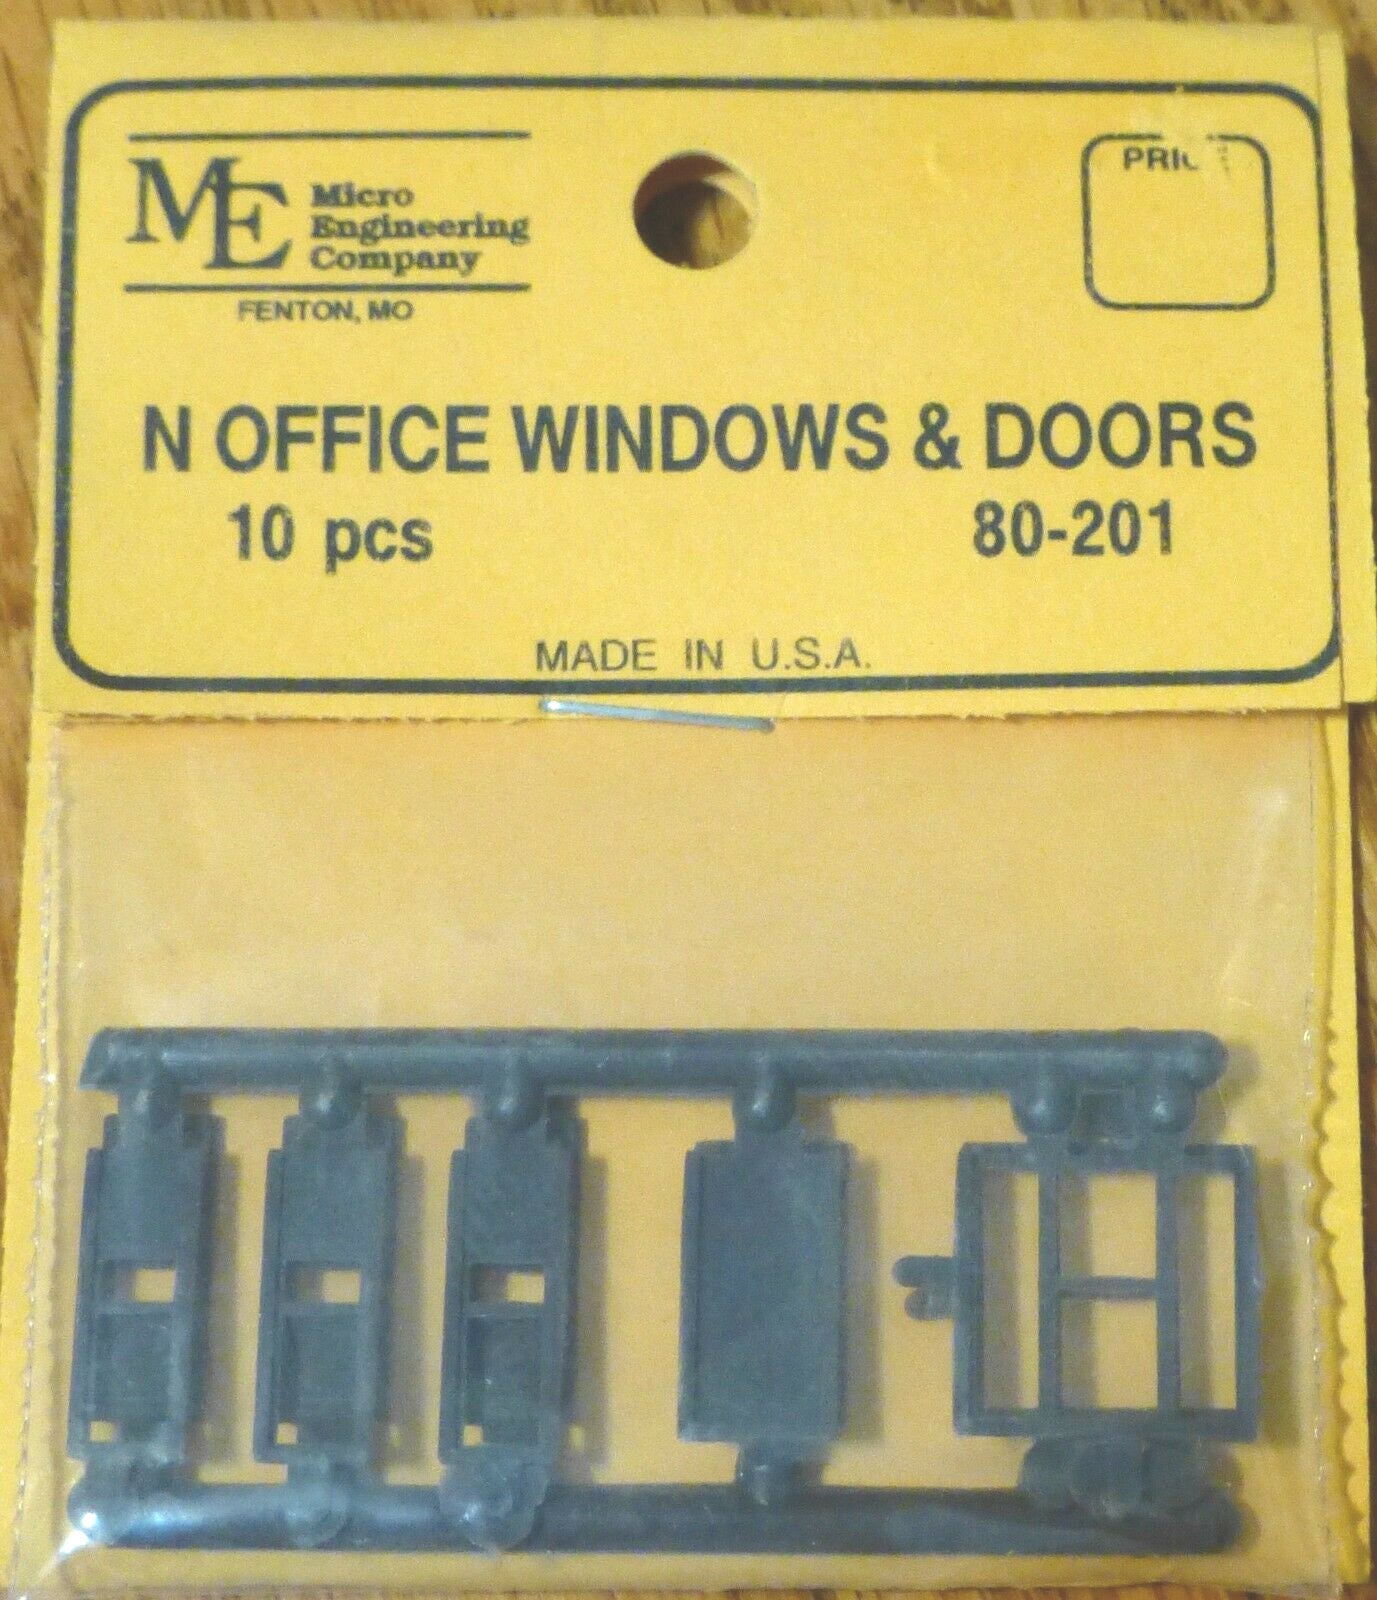 ME Micro
Engineering
Company
FENTON, MO
N OFFICE WINDOWS & DOORS
10 pcs 80-201
MADE IN U.S.A.